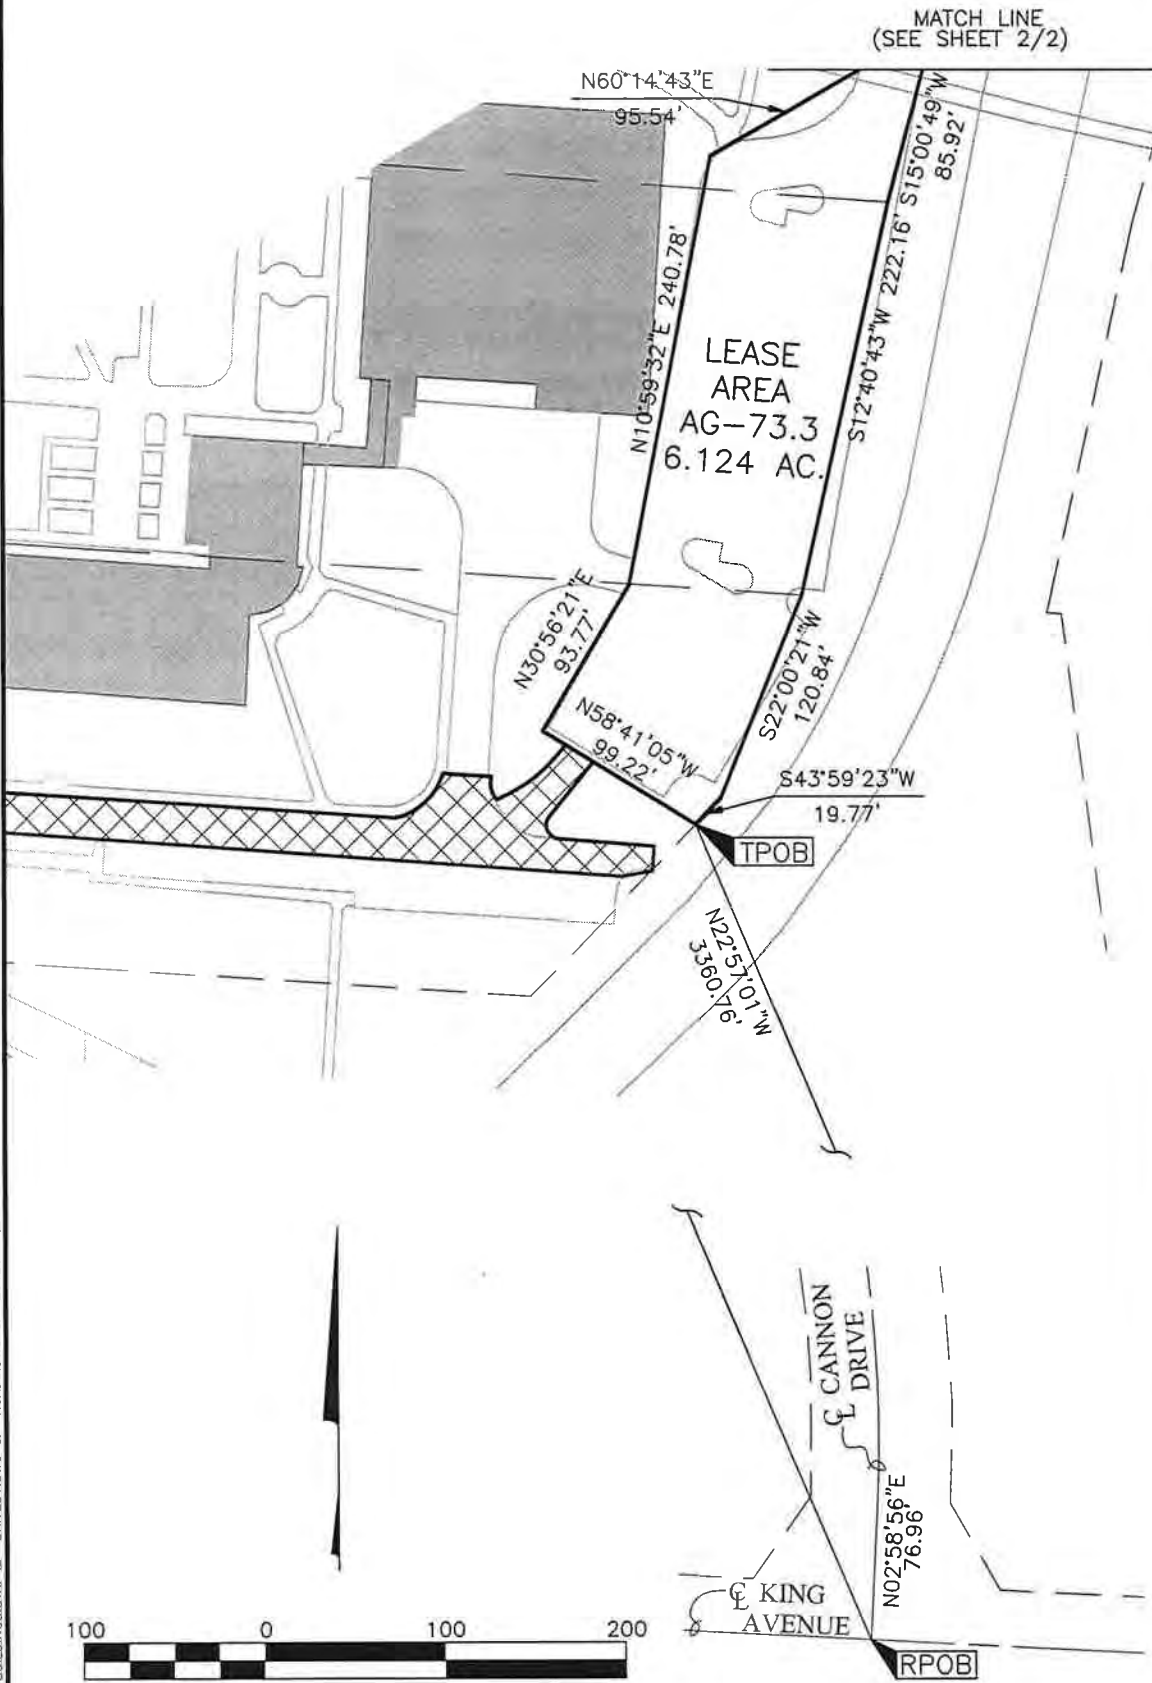 MATCH LINE
(SEE SHEET 2/2)
N60°14'43"E
95.54'
S15°00'49"W
85.92'
N10°59'32"E 240.78'
S12°40'43"W 222.16'
LEASE
AREA
AG-73.3
6.124 AC.
N30°56'21"E
93.77'
S22°00'21"W
120.84'
N58°41'05"W
99.22'
S43°59'23"W
19.77'
TPOB
N22°57'01"W
3360.76'
℄ CANNON
DRIVE
N02°58'56"E
76.96'
℄ KING
AVENUE
RPOB
100 0 100 200